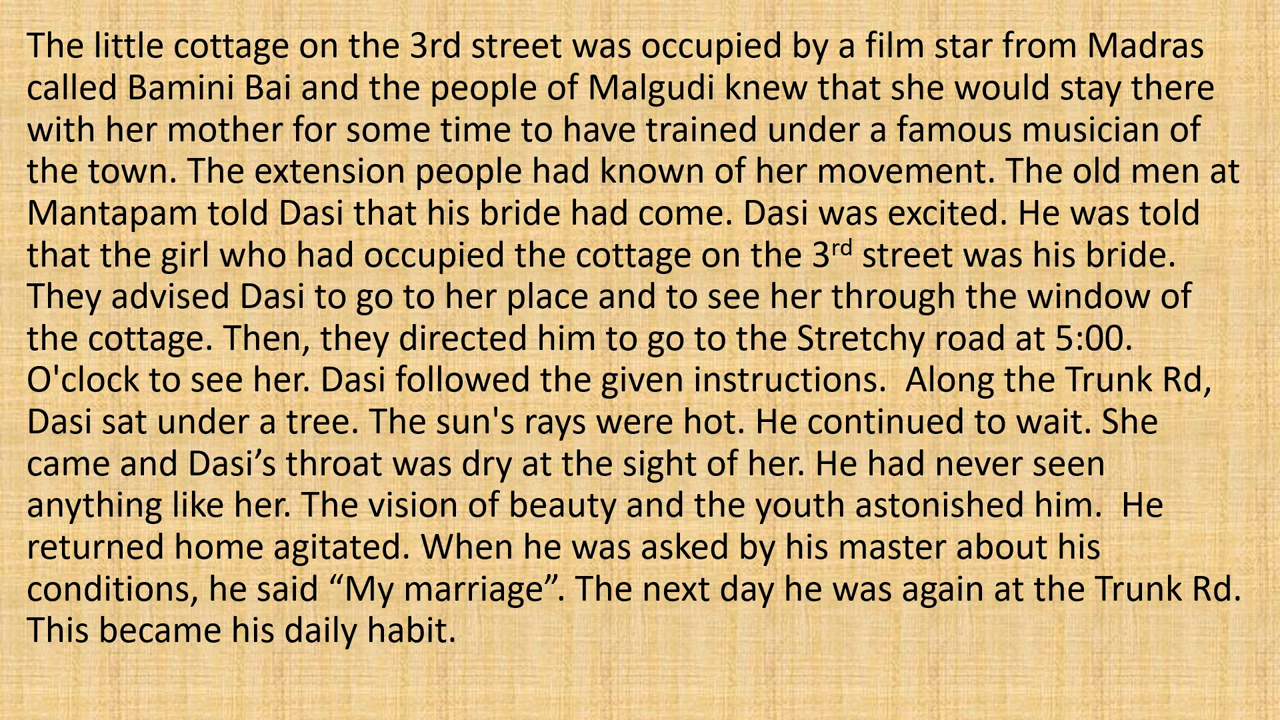 The little cottage on the 3rd street was occupied by a film star from Madras
called Bamini Bai and the people of Malgudi knew that she would stay there
with her mother for some time to have trained under a famous musician of
the town. The extension people had known of her movement. The old men at
Mantapam told Dasi that his bride had come. Dasi was excited. He was told
that the girl who had occupied the cottage on the 3rd street was his bride.
They advised Dasi to go to her place and to see her through the window of
the cottage. Then, they directed him to go to the Stretchy road at 5:00.
O'clock to see her. Dasi followed the given instructions.  Along the Trunk Rd,
Dasi sat under a tree. The sun's rays were hot. He continued to wait. She
came and Dasi’s throat was dry at the sight of her. He had never seen
anything like her. The vision of beauty and the youth astonished him.  He
returned home agitated. When he was asked by his master about his
conditions, he said “My marriage”. The next day he was again at the Trunk Rd.
This became his daily habit.